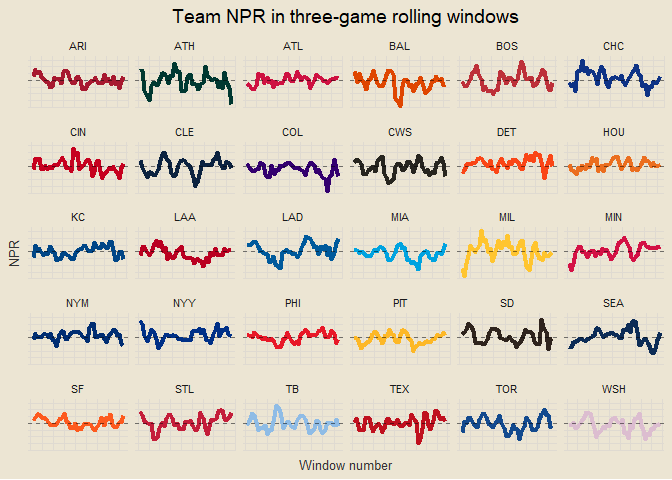 Team NPR in three-game rolling windows
ARI ATH ATL BAL BOS CHC
CIN CLE COL CWS DET HOU
KC LAA LAD MIA MIL MIN
NPR
NYM NYY PHI PIT SD SEA
SF STL TB TEX TOR WSH
Window number